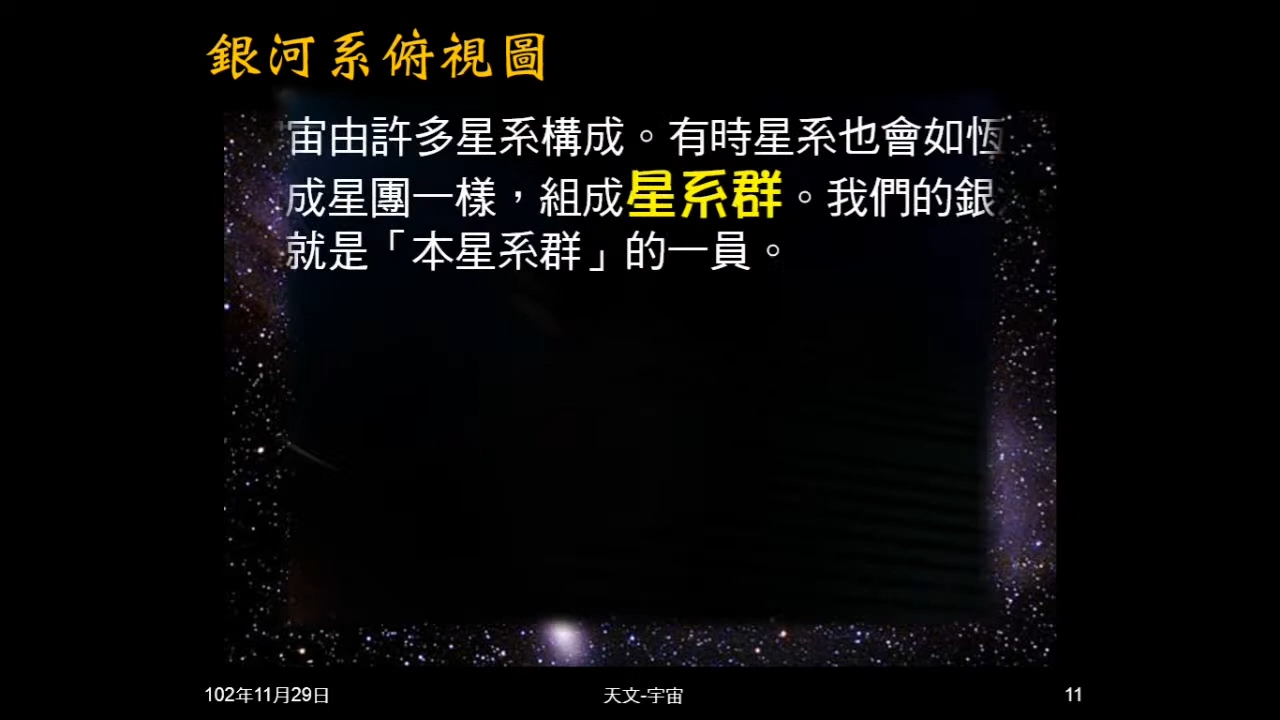 銀河系俯視圖
宙由許多星系構成。有時星系也會如恆
成星團一樣，組成星系群。我們的銀
就是「本星系群」的一員。
102年11月29日
天文-宇宙
11